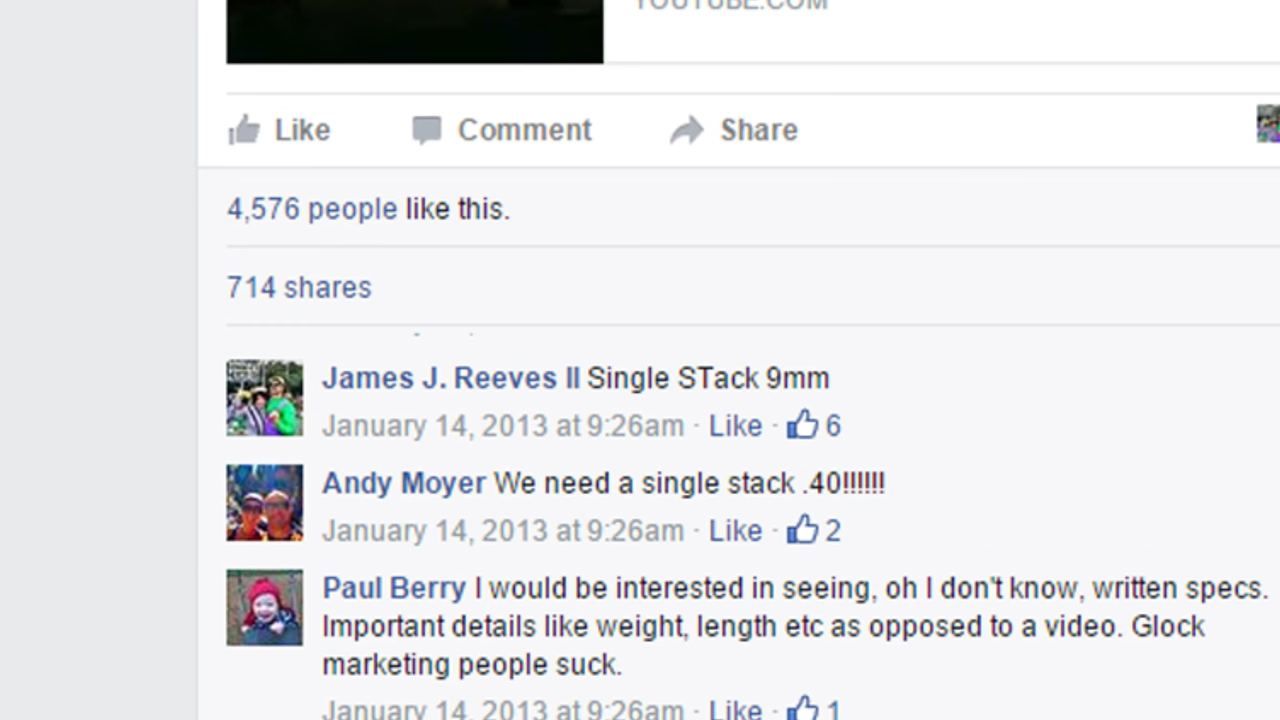 YOUTUBE.COM
Like Comment Share
4,576 people like this.
714 shares
James J. Reeves II Single STack 9mm
January 14, 2013 at 9:26am · Like · 6
Andy Moyer We need a single stack .40!!!!!!
January 14, 2013 at 9:26am · Like · 2
Paul Berry I would be interested in seeing, oh I don't know, written specs.
Important details like weight, length etc as opposed to a video. Glock
marketing people suck.
January 14, 2013 at 9:26am · Like · 1